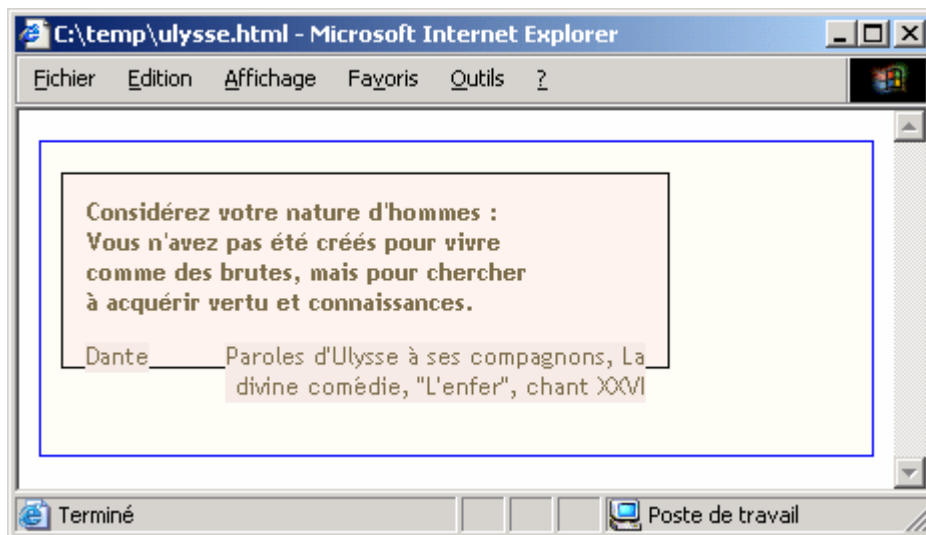 C:\temp\ulysse.html - Microsoft Internet Explorer
Fichier Edition Affichage Favoris Outils ?
Considérez votre nature d'hommes :
Vous n'avez pas été créés pour vivre
comme des brutes, mais pour chercher
à acquérir vertu et connaissances.
Dante Paroles d'Ulysse à ses compagnons, La
divine comédie, "L'enfer", chant XXVI
Terminé Poste de travail